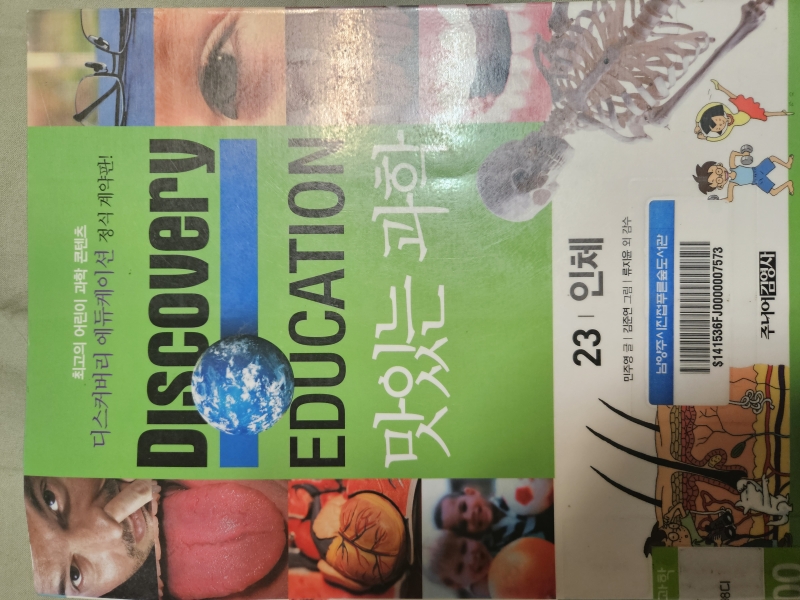 최고의 어린이 과학 콘텐츠
디스커버리 에듀케이션 정식 계약판!
Discovery
EDUCATION
맛있는 과학
23 | 인체
민주영 글 | 김준연 그림 | 류지윤 외 감수
남양주시진접푸른숲도서관
S141536FJ0000007573
주니어김영사
과학